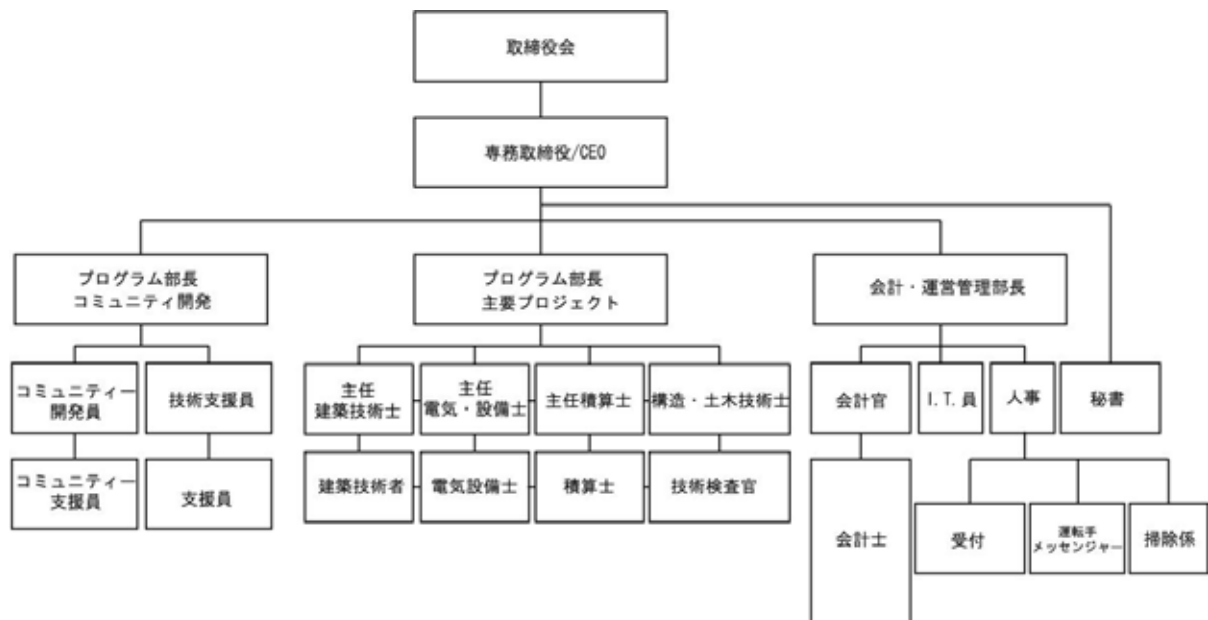 取締役会
専務取締役/CEO
プログラム部長
コミュニティ開発
プログラム部長
主要プロジェクト
会計・運営管理部長
コミュニティー
開発員
技術支援員
主任
建築技術士
主任
電気・設備士
主任積算士
構造・土木技術士
会計官
I.T.員
人事
秘書
コミュニティー
支援員
支援員
建築技術者
電気設備士
積算士
技術検査官
会計士
受付
運転手
メッセンジャー
掃除係